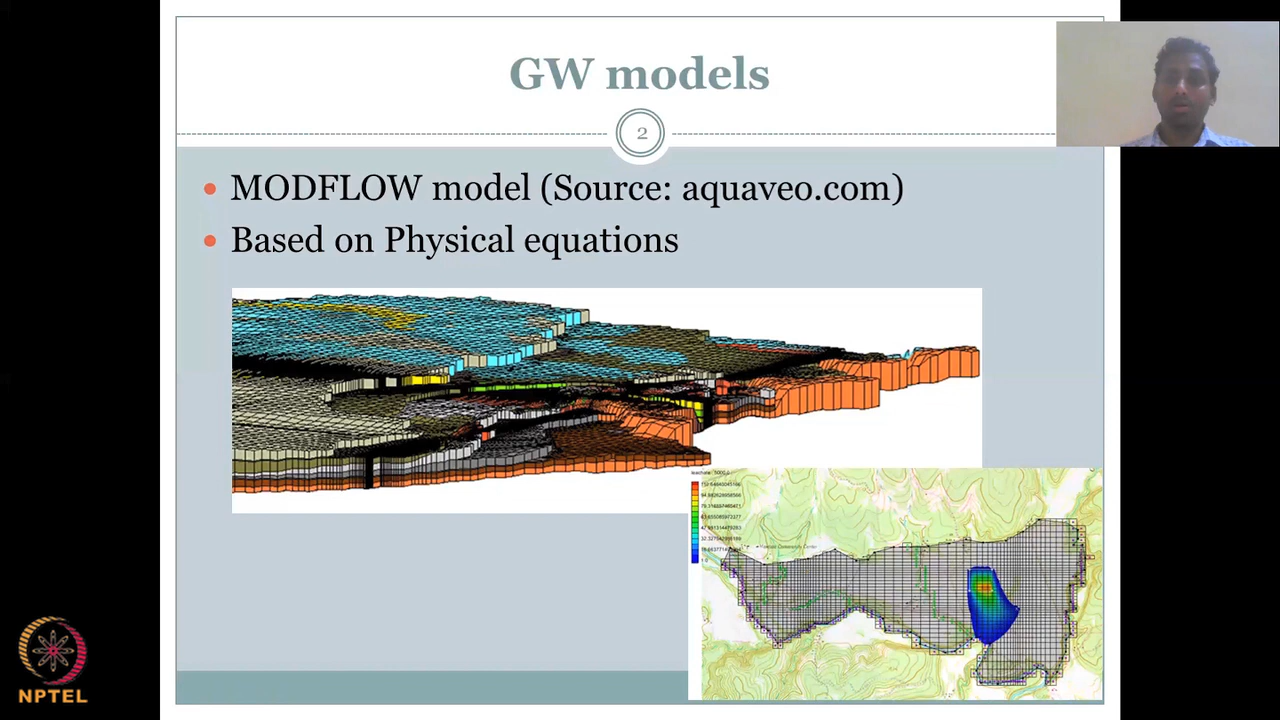 GW models
2
• MODFLOW model (Source: aquaveo.com)
• Based on Physical equations
NPTEL